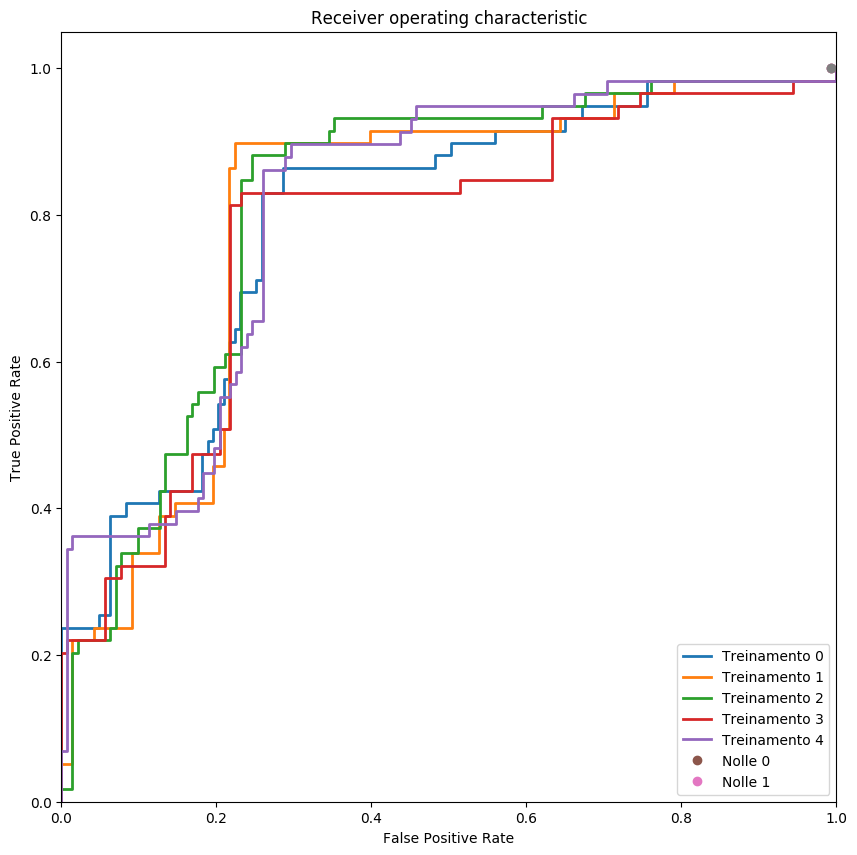 Receiver operating characteristic
1.0
0.8
0.6
0.4
0.2
0.0
True Positive Rate
0.0 0.2 0.4 0.6 0.8 1.0
False Positive Rate
Treinamento 0
Treinamento 1
Treinamento 2
Treinamento 3
Treinamento 4
Nolle 0
Nolle 1